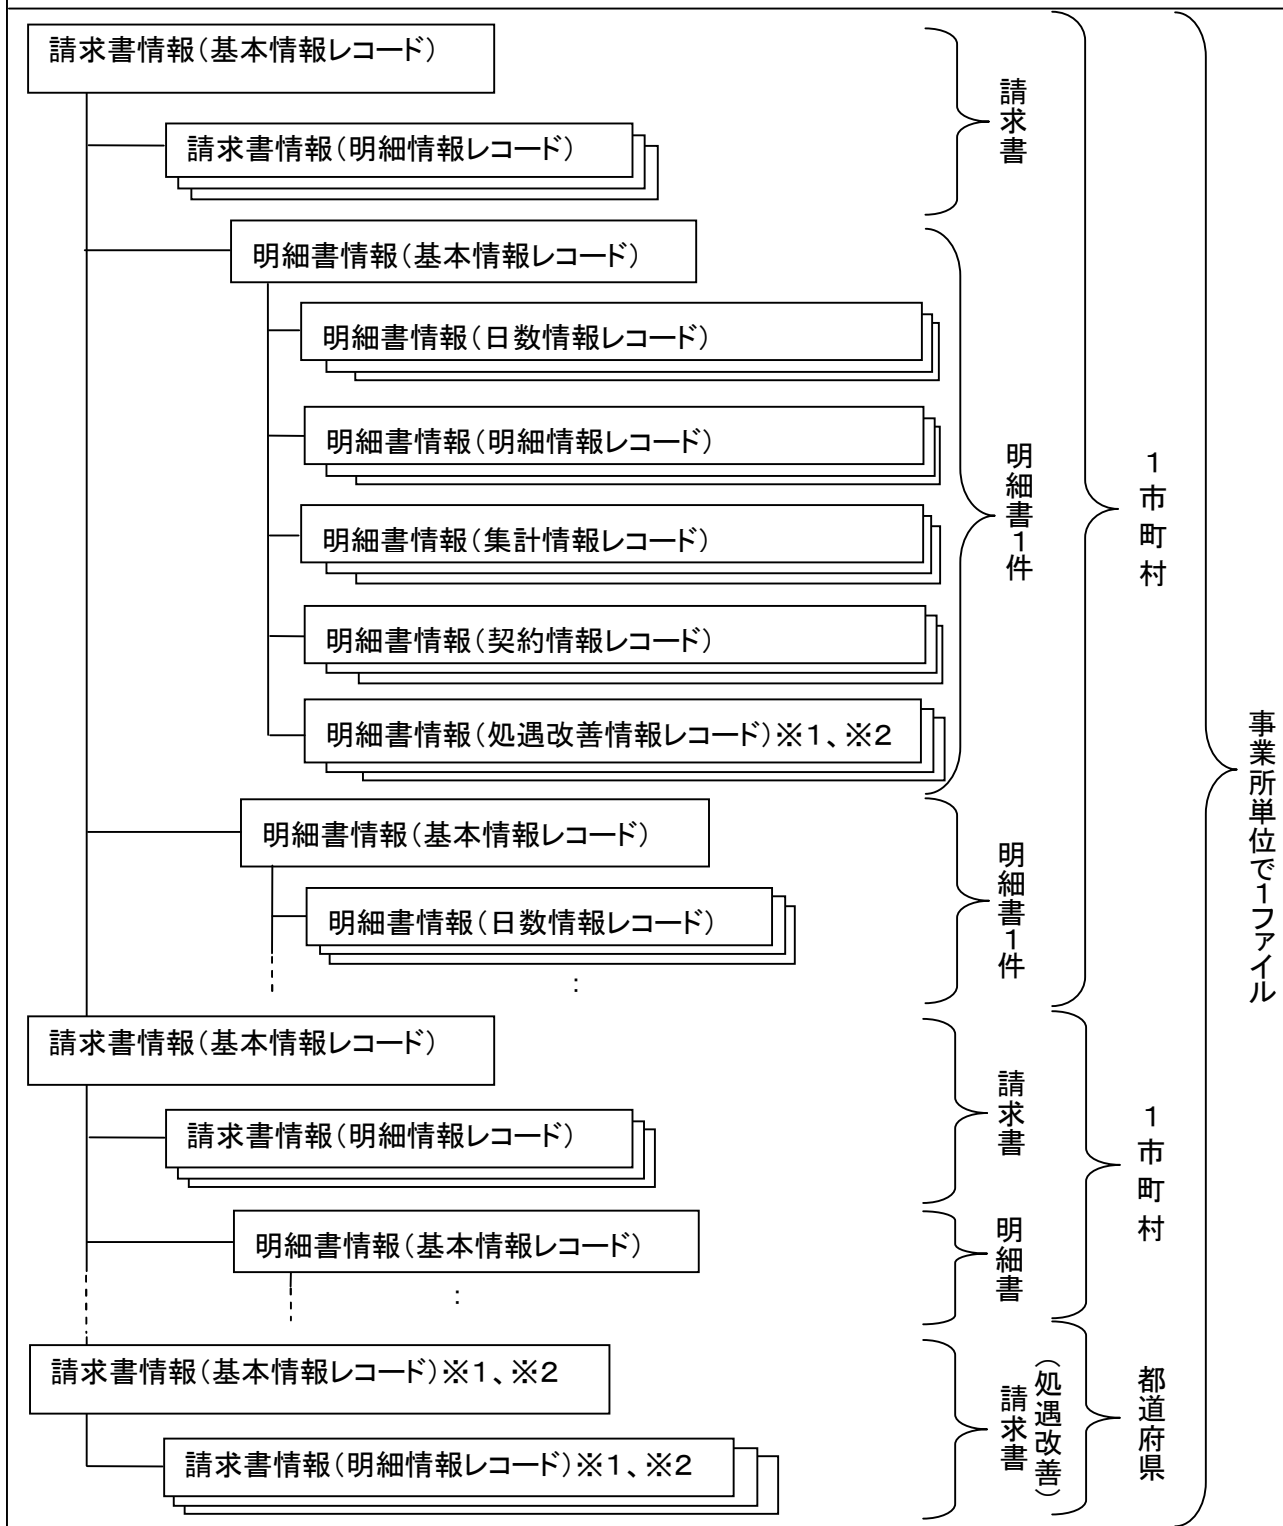 請求書情報（基本情報レコード）
請求書情報（明細情報レコード）
請求書
明細書情報（基本情報レコード）
明細書情報（日数情報レコード）
明細書情報（明細情報レコード）
明細書情報（集計情報レコード）
明細書情報（契約情報レコード）
明細書情報（処遇改善情報レコード）※１、※２
明細書１件
明細書情報（基本情報レコード）
明細書情報（日数情報レコード）
：
明細書１件
１市町村
請求書情報（基本情報レコード）
請求書情報（明細情報レコード）
請求書
明細書情報（基本情報レコード）
：
明細書
１市町村
請求書情報（基本情報レコード）※１、※２
請求書情報（明細情報レコード）※１、※２
（処遇改善）
請求書
都道府県
事業所単位で１ファイル